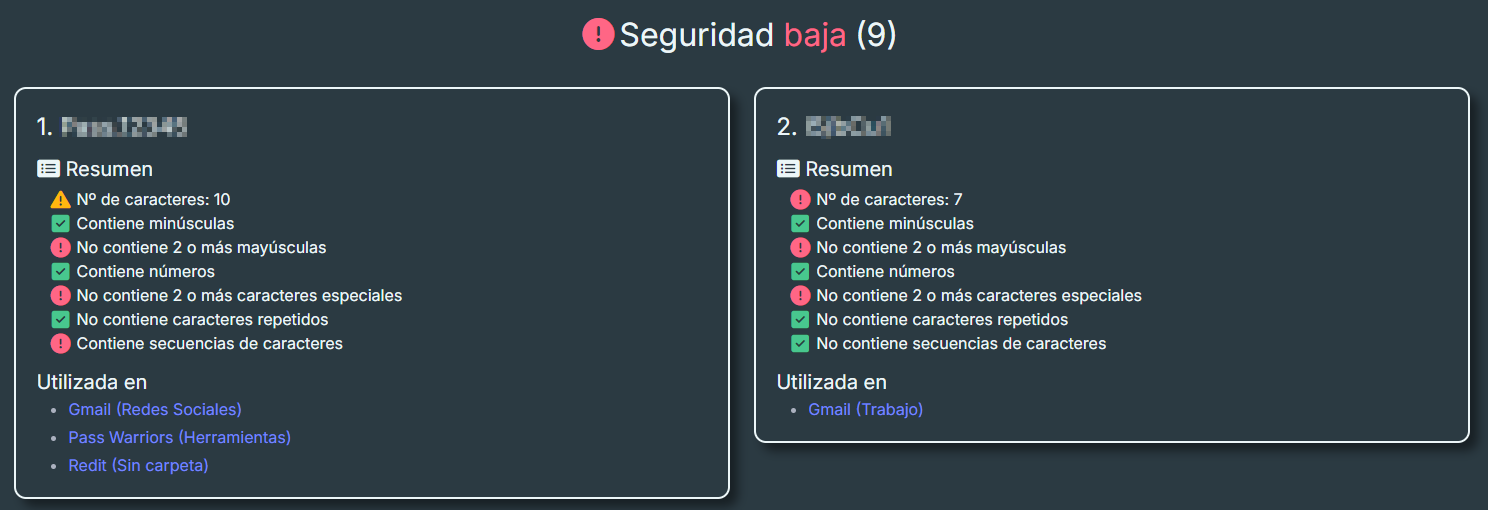 Seguridad baja (9)
1.
Resumen
Nº de caracteres: 10
Contiene minúsculas
No contiene 2 o más mayúsculas
Contiene números
No contiene 2 o más caracteres especiales
No contiene caracteres repetidos
Contiene secuencias de caracteres
Utilizada en
Gmail (Redes Sociales)
Pass Warriors (Herramientas)
Redit (Sin carpeta)
2.
Resumen
Nº de caracteres: 7
Contiene minúsculas
No contiene 2 o más mayúsculas
Contiene números
No contiene 2 o más caracteres especiales
No contiene caracteres repetidos
No contiene secuencias de caracteres
Utilizada en
Gmail (Trabajo)